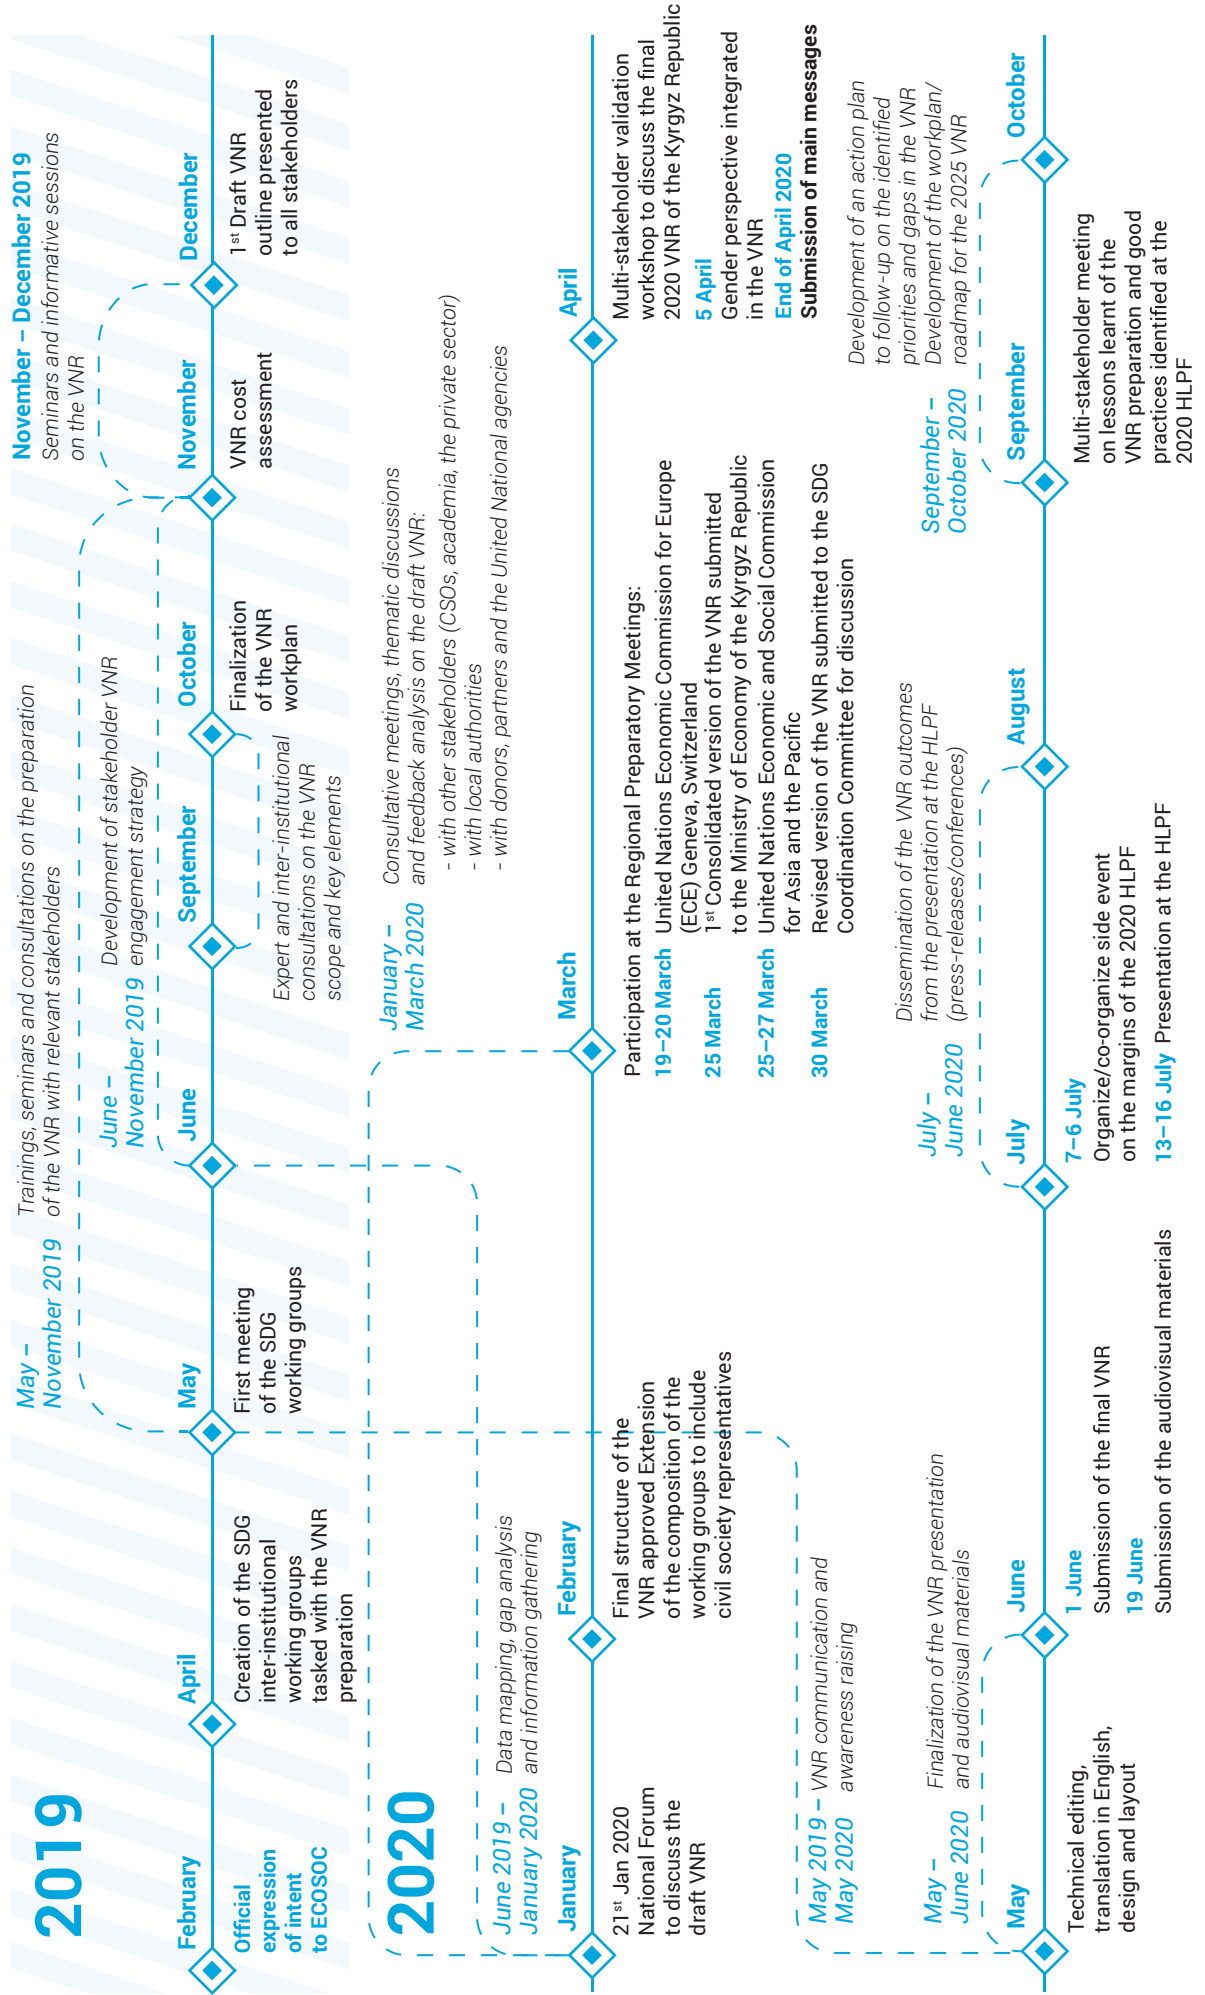 2019
May –
November 2019
Trainings, seminars and consultations on the preparation
of the VNR with relevant stakeholders
November – December 2019
Seminars and informative sessions
on the VNR
June –
November 2019
Development of stakeholder VNR
engagement strategy
February
April
May
June
September
October
November
December
Official
expression
of intent
to ECOSOC
Creation of the SDG
inter-institutional
working groups
tasked with the VNR
preparation
First meeting
of the SDG
working groups
Expert and inter-institutional
consultations on the VNR
scope and key elements
Finalization
of the VNR
workplan
VNR cost
assessment
1st Draft VNR
outline presented
to all stakeholders
2020
January –
March 2020
Consultative meetings, thematic discussions
and feedback analysis on the draft VNR:
- with other stakeholders (CSOs, academia, the private sector)
- with local authorities
- with donors, partners and the United National agencies
June 2019 –
January 2020
Data mapping, gap analysis
and information gathering
January
February
March
April
21st Jan 2020
National Forum
to discuss the
draft VNR
Final structure of the
VNR approved Extension
of the composition of the
working groups to include
civil society representatives
Participation at the Regional Preparatory Meetings:
19–20 March United Nations Economic Commission for Europe
(ECE) Geneva, Switzerland
25 March 1st Consolidated version of the VNR submitted
to the Ministry of Economy of the Kyrgyz Republic
25–27 March United Nations Economic and Social Commission
for Asia and the Pacific
30 March Revised version of the VNR submitted to the SDG
Coordination Committee for discussion
Multi-stakeholder validation
workshop to discuss the final
2020 VNR of the Kyrgyz Republic
5 April
Gender perspective integrated
in the VNR
End of April 2020
Submission of main messages
May 2019 –
May 2020
VNR communication and
awareness raising
May –
June 2020
Finalization of the VNR presentation
and audiovisual materials
July –
June 2020
Dissemination of the VNR outcomes
from the presentation at the HLPF
(press-releases/conferences)
September –
October 2020
Development of an action plan
to follow-up on the identified
priorities and gaps in the VNR
Development of the workplan/
roadmap for the 2025 VNR
May
June
July
August
September
October
Technical editing,
translation in English,
design and layout
1 June
Submission of the final VNR
19 June
Submission of the audiovisual materials
7–6 July
Organize/co-organize side event
on the margins of the 2020 HLPF
13–16 July Presentation at the HLPF
Multi-stakeholder meeting
on lessons learnt of the
VNR preparation and good
practices identified at the
2020 HLPF